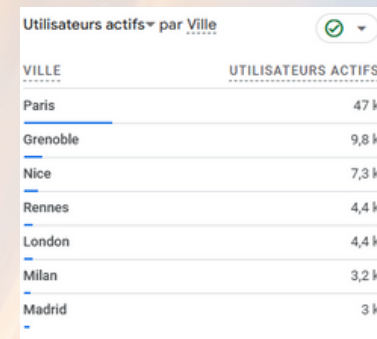 Utilisateurs actifs par Ville
VILLE UTILISATEURS ACTIFS
Paris 47 k
Grenoble 9,8 k
Nice 7,3 k
Rennes 4,4 k
London 4,4 k
Milan 3,2 k
Madrid 3 k